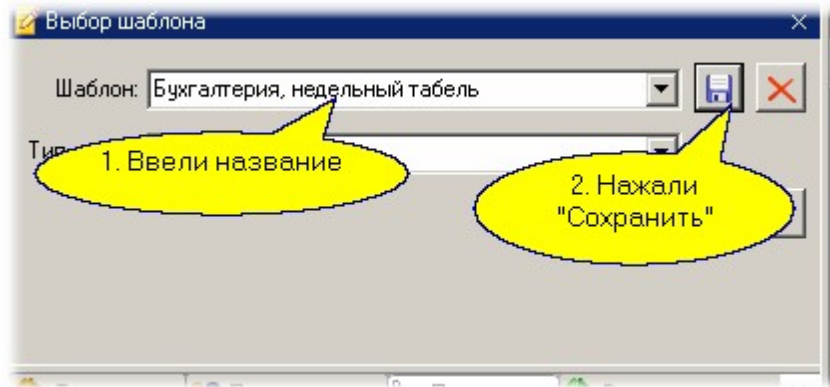 Выбор шаблона
Шаблон: Бухгалтерия, недельный табель
1. Ввели название
2. Нажали
"Сохранить"